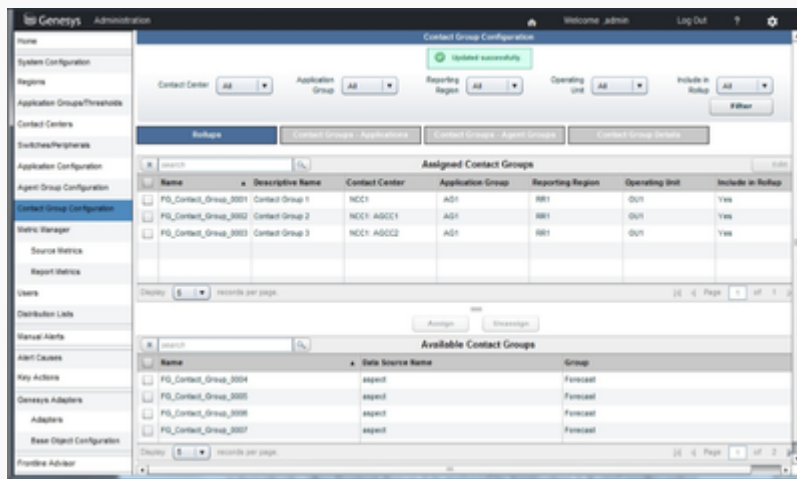 Genesys Administration Welcome ,admin Log Out ?
Home
System Configuration
Regions
Application Groups/Thresholds
Contact Centers
Switches/Peripherals
Application Configuration
Agent Group Configuration
Contact Group Configuration
Metric Manager
Source Metrics
Report Metrics
Users
Distribution Lists
Manual Alerts
Alert Causes
Key Actions
Genesys Adapters
Adapters
Base Object Configuration
Frontline Advisor
Contact Group Configuration
Updated successfully
Contact Center All
Application Group All
Reporting Region All
Operating Unit All
Include in Rollup All
Filter
Rollups
Contact Groups - Applications
Contact Groups - Agent Groups
Contact Group Details
x search Assigned Contact Groups Edit
Name Descriptive Name Contact Center Application Group Reporting Region Operating Unit Include in Rollup
FG_Contact_Group_0001 Contact Group 1 NCC1 AG1 RR1 OU1 Yes
FG_Contact_Group_0002 Contact Group 2 NCC1: AGCC1 AG1 RR1 OU1 Yes
FG_Contact_Group_0003 Contact Group 3 NCC1: AGCC2 AG1 RR1 OU1 Yes
Display 5 records per page. Page 1 of 1
Assign Unassign
x search Available Contact Groups
Name Data Source Name Group
FG_Contact_Group_0004 aspect Forecast
FG_Contact_Group_0005 aspect Forecast
FG_Contact_Group_0006 aspect Forecast
FG_Contact_Group_0007 aspect Forecast
Display 5 records per page. Page 1 of 2